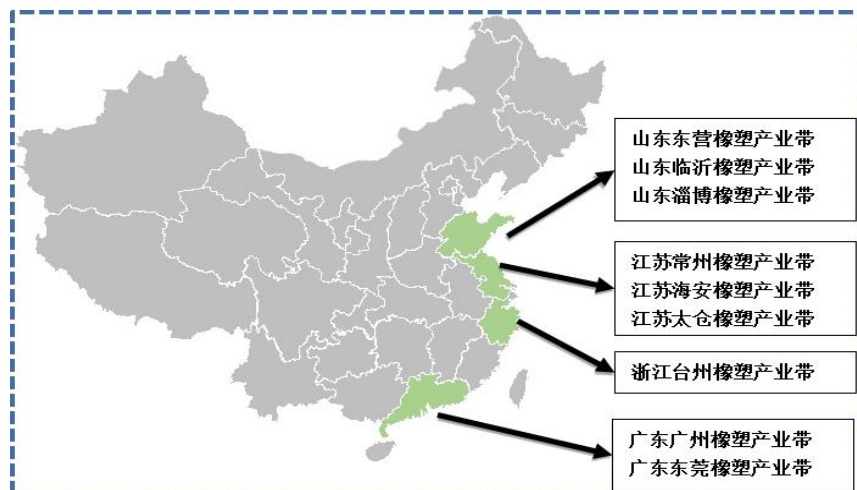 山东东营橡塑产业带
山东临沂橡塑产业带
山东淄博橡塑产业带
江苏常州橡塑产业带
江苏海安橡塑产业带
江苏太仓橡塑产业带
浙江台州橡塑产业带
广东广州橡塑产业带
广东东莞橡塑产业带